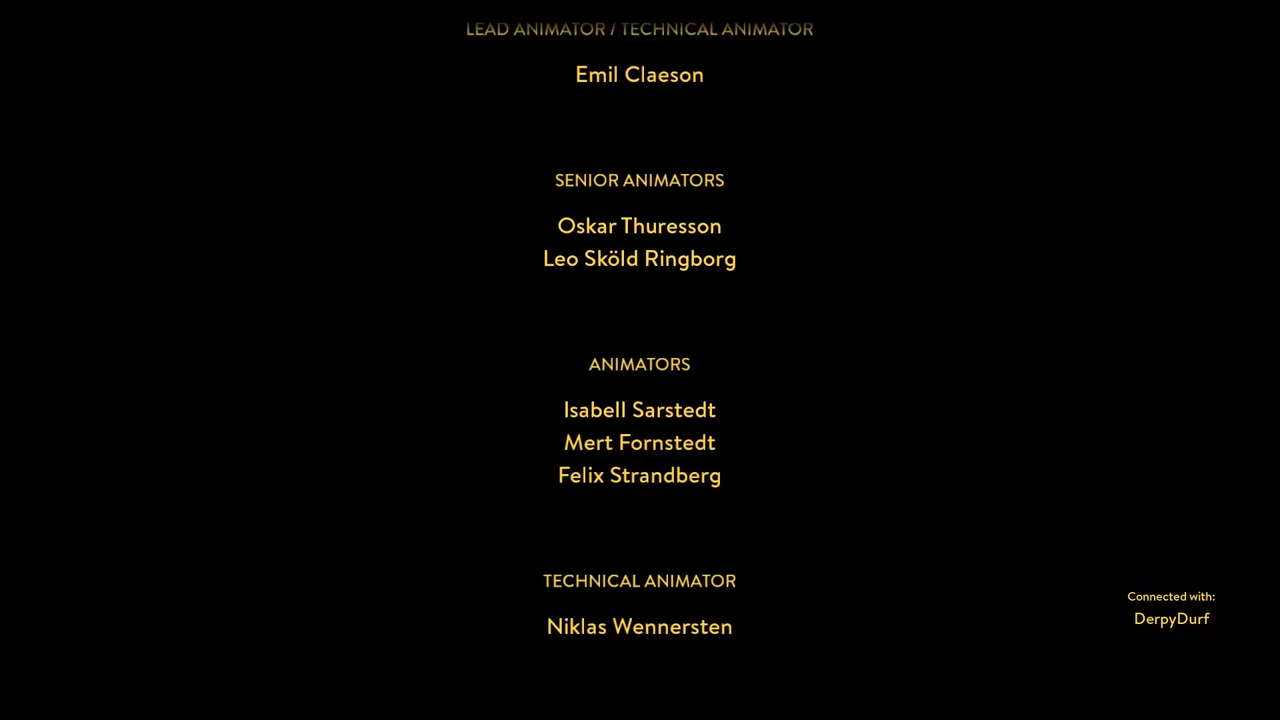 LEAD ANIMATOR / TECHNICAL ANIMATOR
Emil Claeson
SENIOR ANIMATORS
Oskar Thuresson
Leo Sköld Ringborg
ANIMATORS
Isabell Sarstedt
Mert Fornstedt
Felix Strandberg
TECHNICAL ANIMATOR
Niklas Wennersten
Connected with:
DerpyDurf